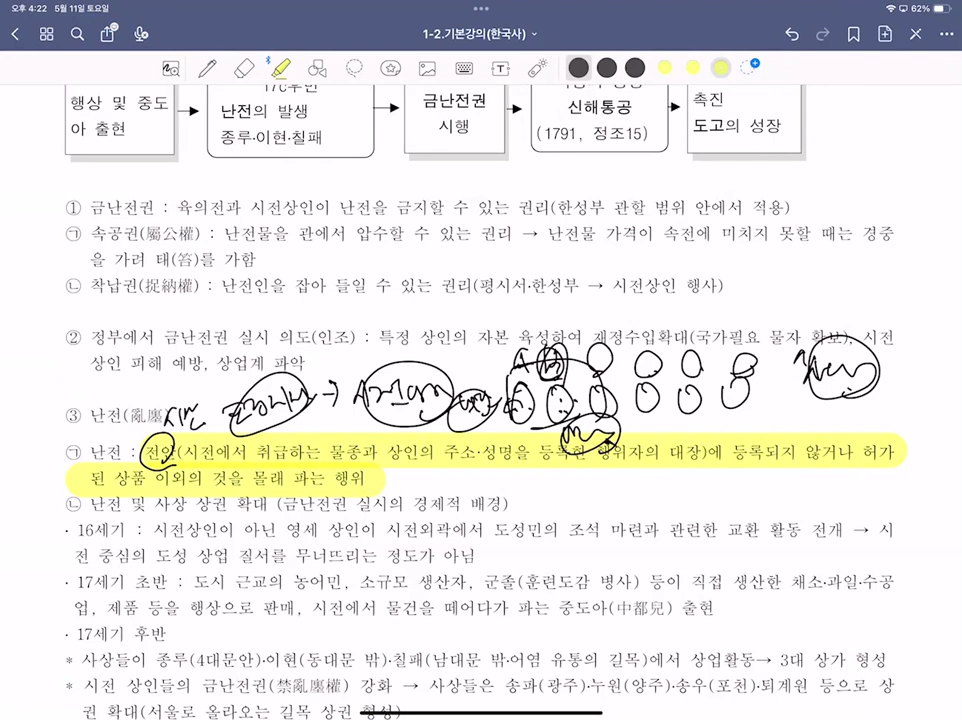 오후 4:22 5월 11일 토요일
62%
1-2.기본강의(한국사)
행상 및 중도
아 출현
난전의 발생
종루·이현·칠패
금난전권
시행
신해통공
(1791, 정조15)
촉진
도고의 성장
① 금난전권 : 육의전과 시전상인이 난전을 금지할 수 있는 권리(한성부 관할 범위 안에서 적용)
㉠ 속공권(屬公權) : 난전물을 관에서 압수할 수 있는 권리 → 난전물 가격이 속전에 미치지 못할 때는 경중
을 가려 태(笞)를 가함
㉡ 착납권(捉納權) : 난전인을 잡아 들일 수 있는 권리(평시서·한성부 → 시전상인 행사)
② 정부에서 금난전권 실시 의도(인조) : 특정 상인의 자본 육성하여 재정수입확대(국가필요 물자 확보), 시전
상인 피해 예방, 상업계 파악
③ 난전(亂廛
㉠ 난전 : 전안(시전에서 취급하는 물종과 상인의 주소·성명을 등록한 행위자의 대장)에 등록되지 않거나 허가
된 상품 이외의 것을 몰래 파는 행위
㉡ 난전 및 사상 상권 확대 (금난전권 실시의 경제적 배경)
· 16세기 : 시전상인이 아닌 영세 상인이 시전외곽에서 도성민의 조석 마련과 관련한 교환 활동 전개 → 시
전 중심의 도성 상업 질서를 무너뜨리는 정도가 아님
· 17세기 초반 : 도시 근교의 농어민, 소규모 생산자, 군졸(훈련도감 병사) 등이 직접 생산한 채소·과일·수공
업, 제품 등을 행상으로 판매, 시전에서 물건을 떼어다가 파는 중도아(中都兒) 출현
· 17세기 후반
* 사상들이 종루(4대문안)·이현(동대문 밖)·칠패(남대문 밖·어염 유통의 길목)에서 상업활동→ 3대 상가 형성
* 시전 상인들의 금난전권(禁亂廛權) 강화 → 사상들은 송파(광주)·누원(양주)·송우(포천)·퇴계원 등으로 상
권 확대(서울로 올라오는 길목 상권 형성)